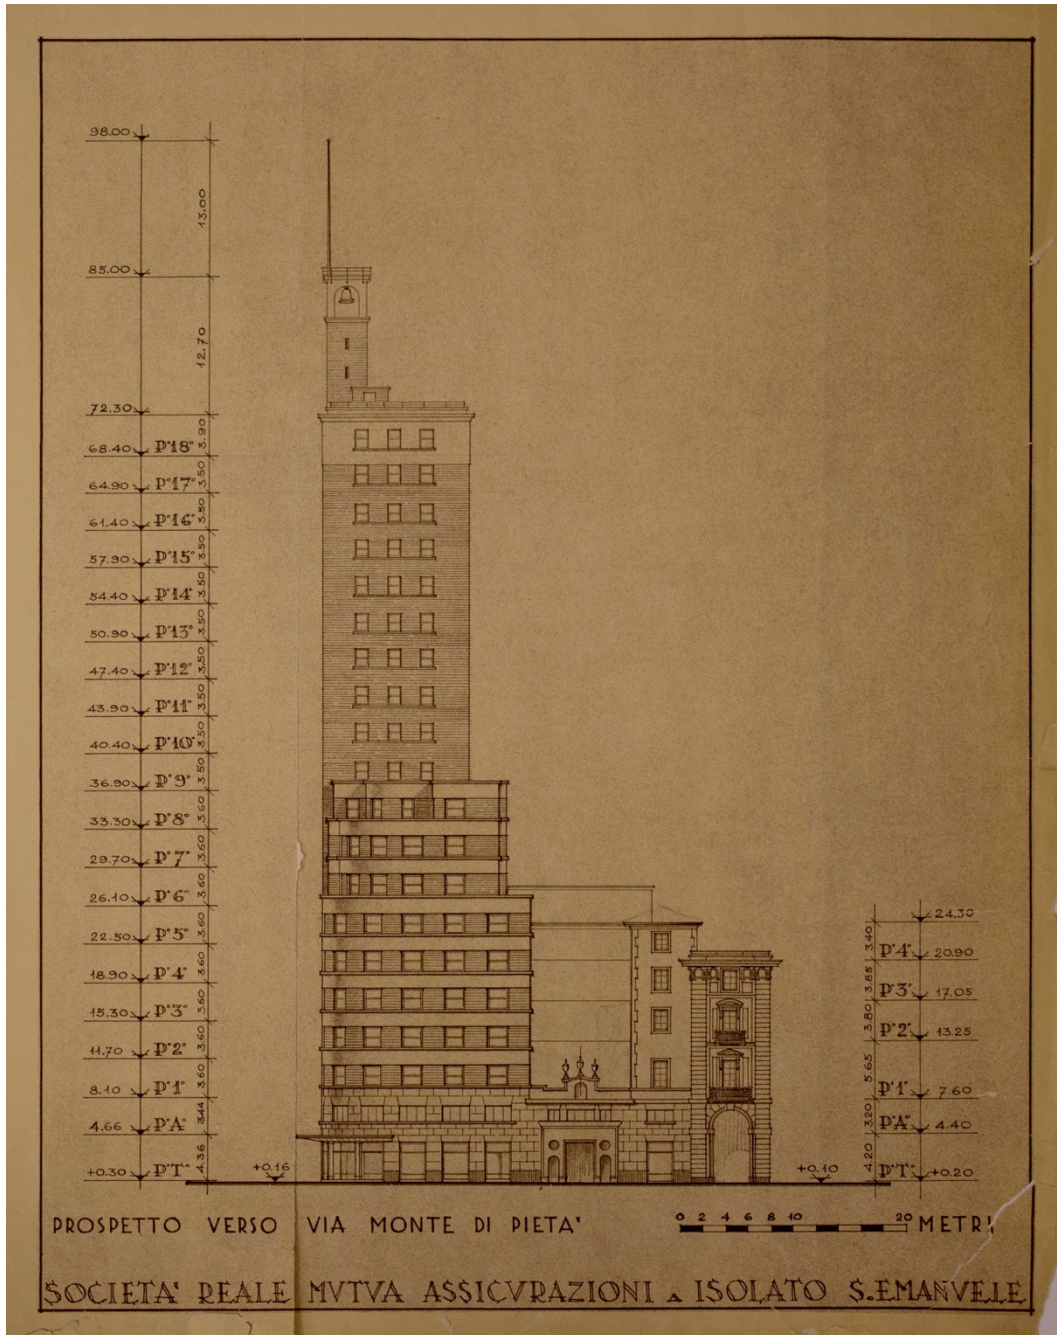 98.00
13.00
85.00
12.70
72.30
3.90
68.40 P°18°
3.50
64.90 P°17°
3.50
61.40 P°16°
3.50
57.90 P°15°
3.50
54.40 P°14°
3.50
50.90 P°13°
3.50
47.40 P°12°
3.50
43.90 P°11°
3.50
40.40 P°10°
3.50
36.90 P°9°
3.60
33.30 P°8°
3.60
29.70 P°7°
3.60
26.10 P°6°
3.60
22.50 P°5°
3.60
18.90 P°4°
3.60
15.30 P°3°
3.60
11.70 P°2°
3.60
8.10 P°1°
3.44
4.66 P°A°
4.36
+0.30 P°T°
+0.16
24.30
3.40
P°4° 20.90
3.85
P°3° 17.05
3.80
P°2° 13.25
5.65
P°1° 7.60
3.20
P°A° 4.40
4.20
P°T° +0.20
+0.10
PROSPETTO VERSO VIA MONTE DI PIETA'
0 2 4 6 8 10 20 METRI
SOCIETA' REALE MVTVA ASSICVRAZIONI ▲ ISOLATO S.EMANVELE